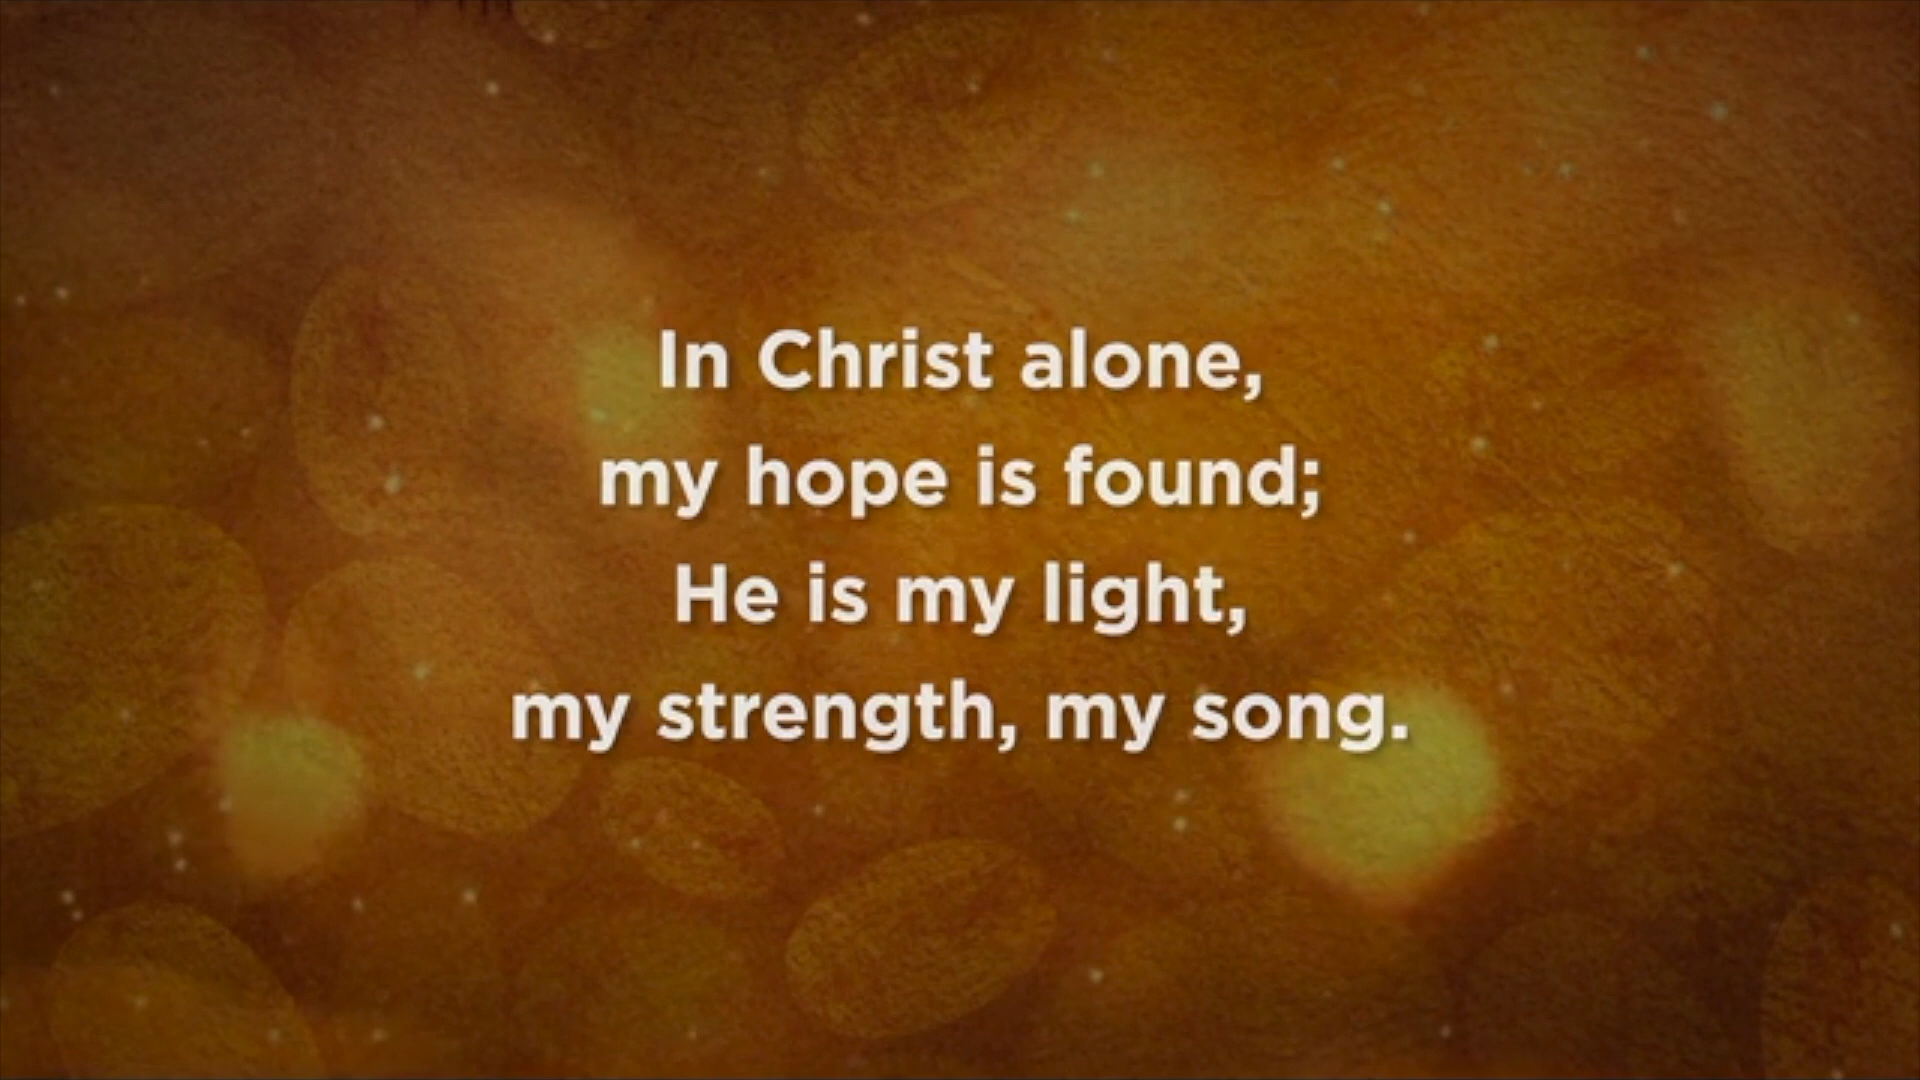 In Christ alone,
my hope is found;
He is my light,
my strength, my song.